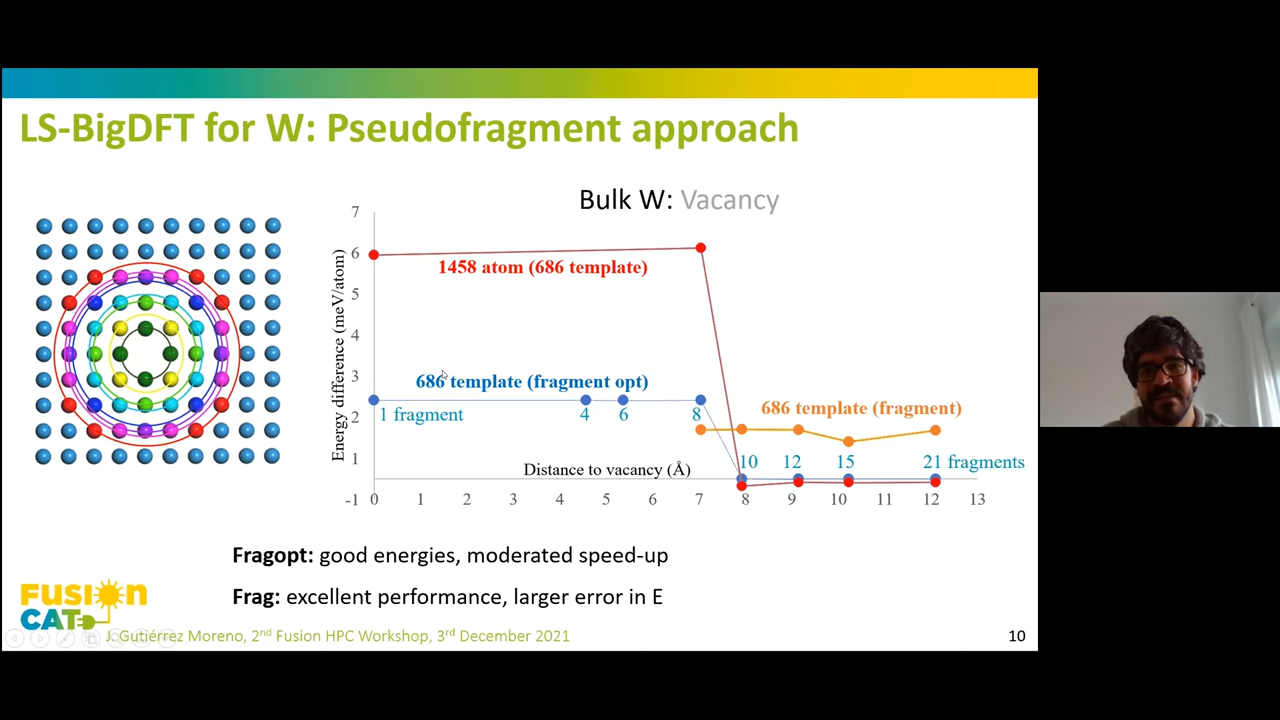 LS-BigDFT for W: Pseudofragment approach
Bulk W: Vacancy
Energy difference (meV/atom)
7
6
5
4
3
2
1
-1
1458 atom (686 template)
686 template (fragment opt)
1 fragment
4
6
8
686 template (fragment)
10
12
15
21 fragments
Distance to vacancy (Å)
0
1
2
3
4
5
6
7
8
9
10
11
12
13
Fragopt: good energies, moderated speed-up
Frag: excellent performance, larger error in E
FUSION
CAT
J. Gutiérrez Moreno, 2nd Fusion HPC Workshop, 3rd December 2021
10